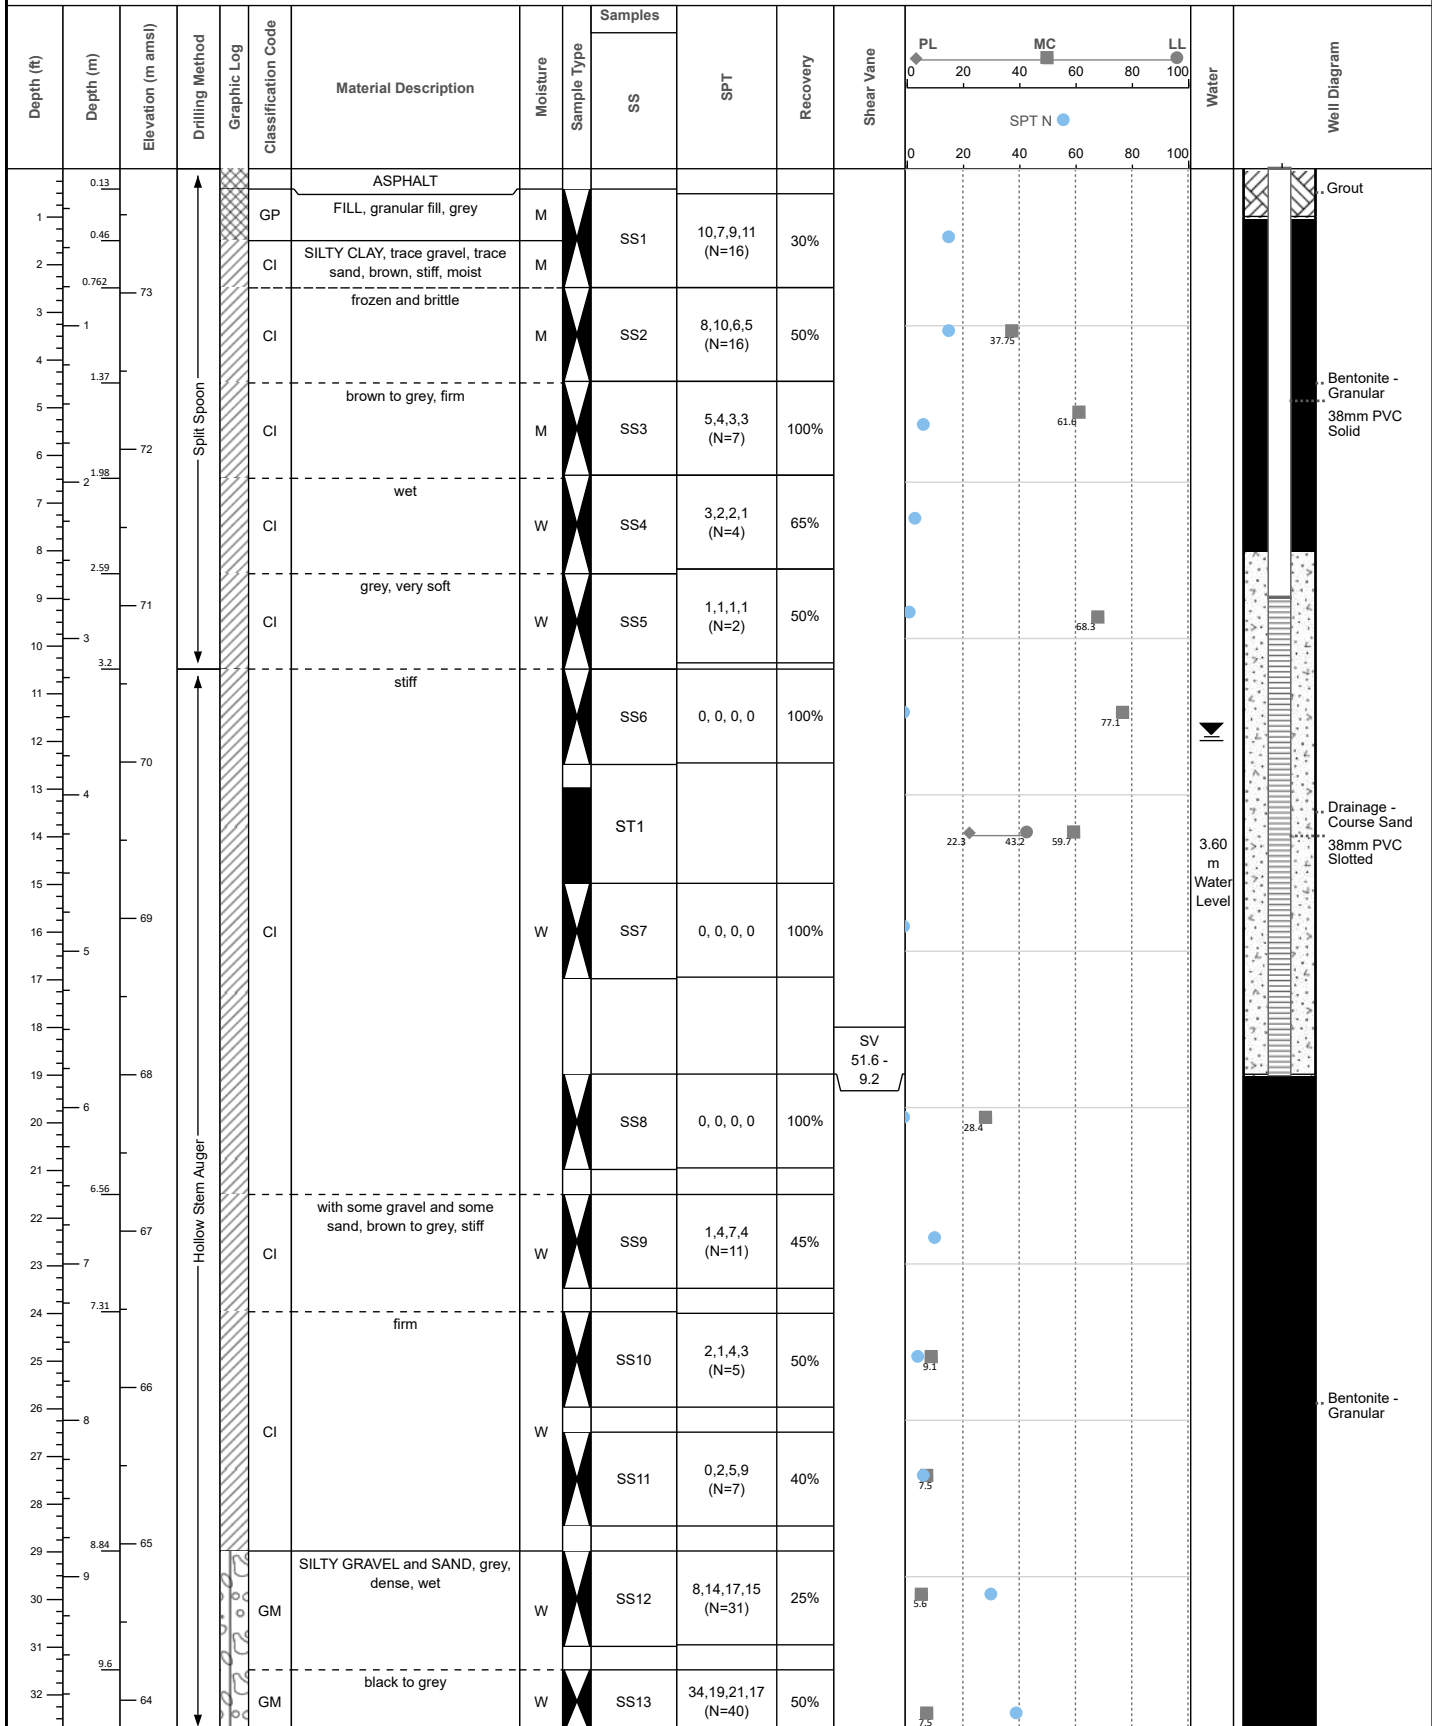 Samples
Depth (ft)
Depth (m)
Elevation (m amsl)
Drilling Method
Graphic Log
Classification Code
Material Description
Moisture
Sample Type
SS
SPT
Recovery
Shear Vane
PL MC LL
0 20 40 60 80 100
SPT N
0 20 40 60 80 100
Water
Well Diagram
1
2
3
4
5
6
7
8
9
10
11
12
13
14
15
16
17
18
19
20
21
22
23
24
25
26
27
28
29
30
31
32
0.13
0.46
0.762
1
1.37
1.98
2
2.59
3
3.2
4
5
6
6.56
7
7.31
8
8.84
9
9.6
73
72
71
70
69
68
67
66
65
64
Split Spoon
Hollow Stem Auger
ASPHALT
GP
FILL, granular fill, grey
M
CI
SILTY CLAY, trace gravel, trace
sand, brown, stiff, moist
M
SS1
10,7,9,11
(N=16)
30%
frozen and brittle
CI
M
SS2
8,10,6,5
(N=16)
50%
37.75
brown to grey, firm
CI
M
SS3
5,4,3,3
(N=7)
100%
61.6
wet
CI
W
SS4
3,2,2,1
(N=4)
65%
grey, very soft
CI
W
SS5
1,1,1,1
(N=2)
50%
68.3
stiff
CI
W
SS6
0, 0, 0, 0
100%
77.1
ST1
22.3
43.2
59.7
SS7
0, 0, 0, 0
100%
SV
51.6 -
9.2
SS8
0, 0, 0, 0
100%
28.4
with some gravel and some
sand, brown to grey, stiff
CI
W
SS9
1,4,7,4
(N=11)
45%
firm
CI
W
SS10
2,1,4,3
(N=5)
50%
9.1
SS11
0,2,5,9
(N=7)
40%
7.5
SILTY GRAVEL and SAND, grey,
dense, wet
GM
W
SS12
8,14,17,15
(N=31)
25%
5.6
black to grey
GM
W
SS13
34,19,21,17
(N=40)
50%
7.5
3.60
m
Water
Level
Grout
Bentonite -
Granular
38mm PVC
Solid
Drainage -
Course Sand
38mm PVC
Slotted
Bentonite -
Granular